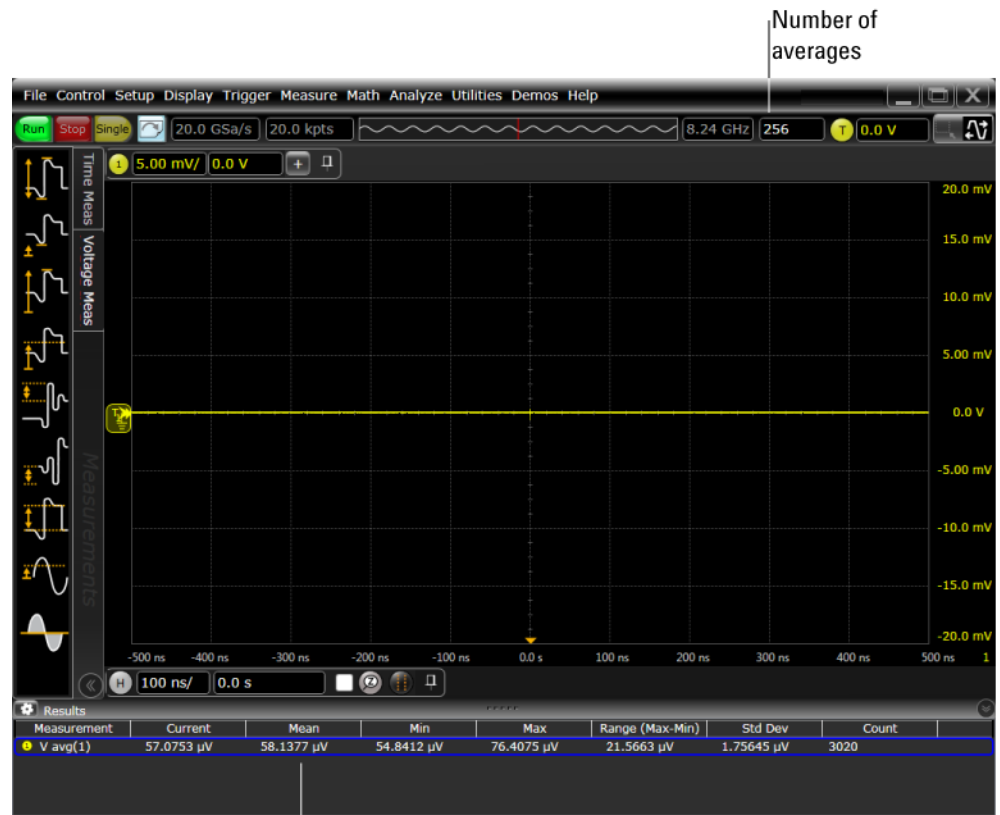 Number of
averages
File Control Setup Display Trigger Measure Math Analyze Utilities Demos Help
Run Stop Single 20.0 GSa/s 20.0 kpts 8.24 GHz 256 T 0.0 V
1 5.00 mV/ 0.0 V +
Time Meas
Voltage Meas
Measurements
20.0 mV
15.0 mV
10.0 mV
5.00 mV
T 0.0 V
-5.00 mV
-10.0 mV
-15.0 mV
-20.0 mV
-500 ns -400 ns -300 ns -200 ns -100 ns 0.0 s 100 ns 200 ns 300 ns 400 ns 500 ns 1
H 100 ns/ 0.0 s Z
Results
Measurement Current Mean Min Max Range (Max-Min) Std Dev Count
1 V avg(1) 57.0753 µV 58.1377 µV 54.8412 µV 76.4075 µV 21.5663 µV 1.75645 µV 3020